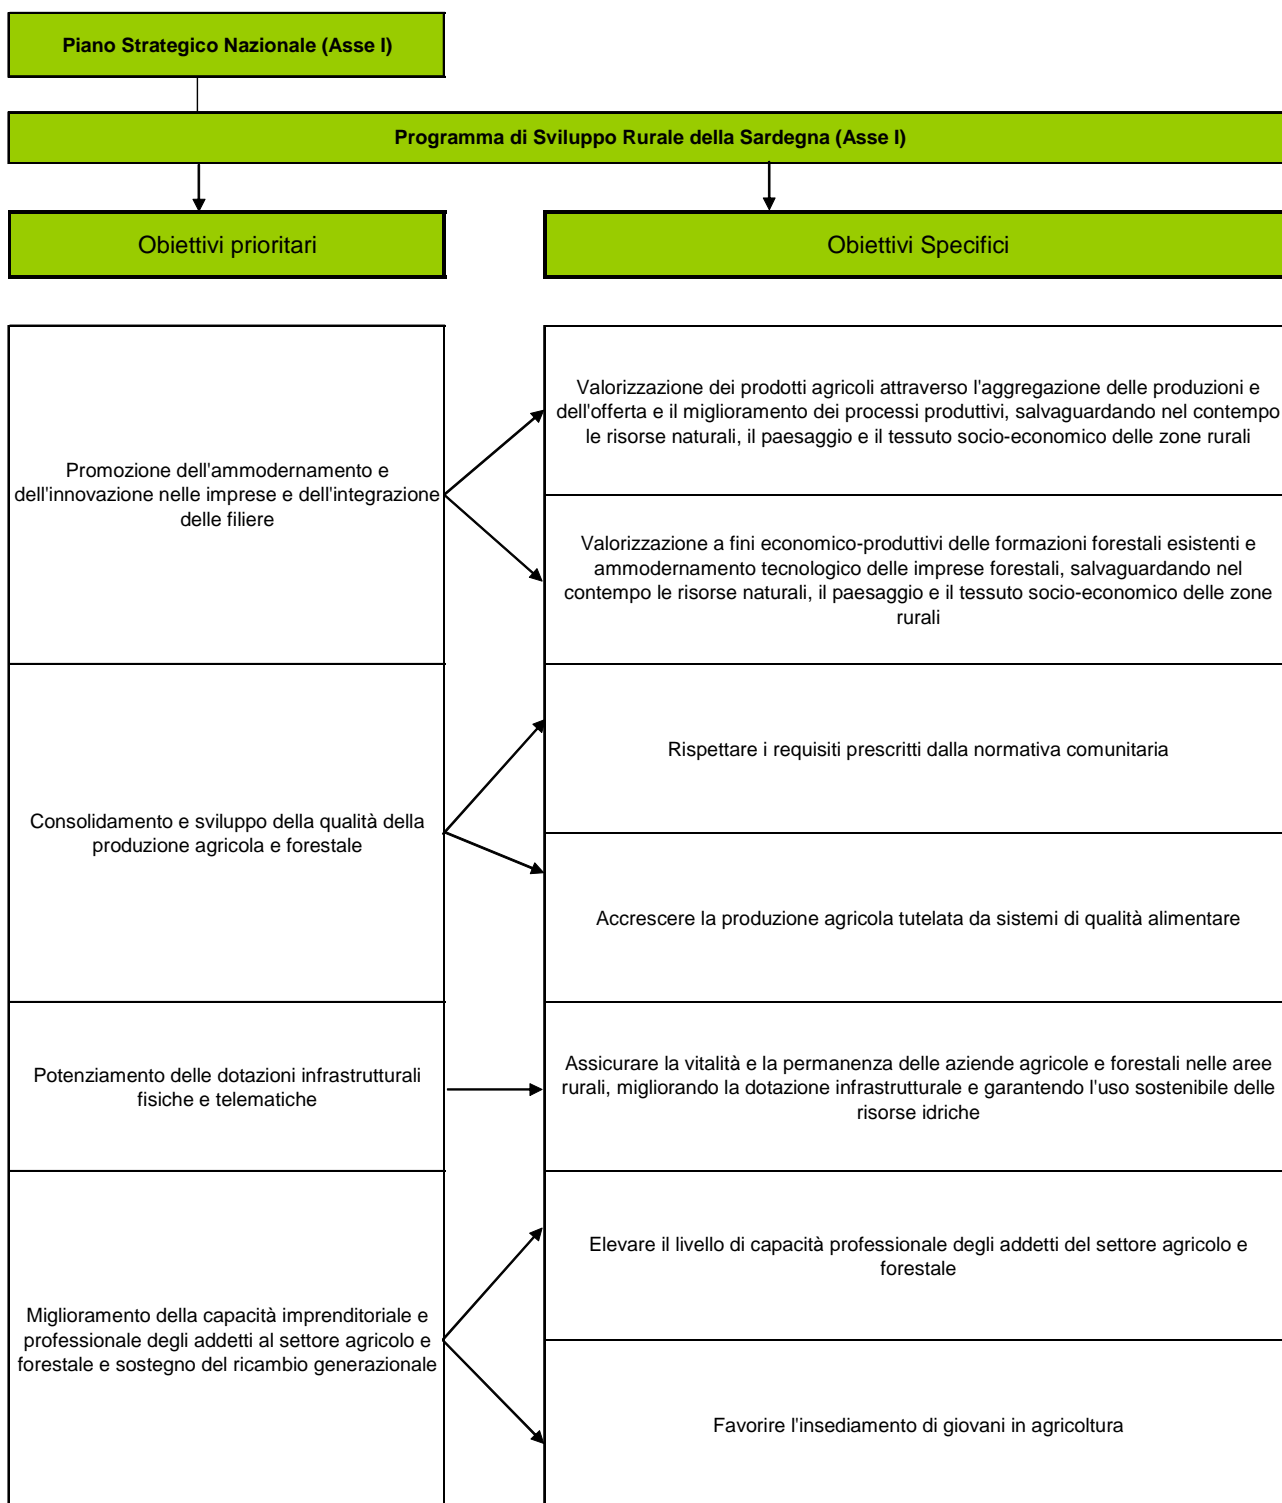 Piano Strategico Nazionale (Asse I)
Programma di Sviluppo Rurale della Sardegna (Asse I)
Obiettivi prioritari
Obiettivi Specifici
Promozione dell'ammodernamento e
dell'innovazione nelle imprese e dell'integrazione
delle filiere
Valorizzazione dei prodotti agricoli attraverso l'aggregazione delle produzioni e
dell'offerta e il miglioramento dei processi produttivi, salvaguardando nel contempo
le risorse naturali, il paesaggio e il tessuto socio-economico delle zone rurali
Valorizzazione a fini economico-produttivi delle formazioni forestali esistenti e
ammodernamento tecnologico delle imprese forestali, salvaguardando nel
contempo le risorse naturali, il paesaggio e il tessuto socio-economico delle zone
rurali
Consolidamento e sviluppo della qualità della
produzione agricola e forestale
Rispettare i requisiti prescritti dalla normativa comunitaria
Accrescere la produzione agricola tutelata da sistemi di qualità alimentare
Potenziamento delle dotazioni infrastrutturali
fisiche e telematiche
Assicurare la vitalità e la permanenza delle aziende agricole e forestali nelle aree
rurali, migliorando la dotazione infrastrutturale e garantendo l'uso sostenibile delle
risorse idriche
Miglioramento della capacità imprenditoriale e
professionale degli addetti al settore agricolo e
forestale e sostegno del ricambio generazionale
Elevare il livello di capacità professionale degli addetti del settore agricolo e
forestale
Favorire l'insediamento di giovani in agricoltura